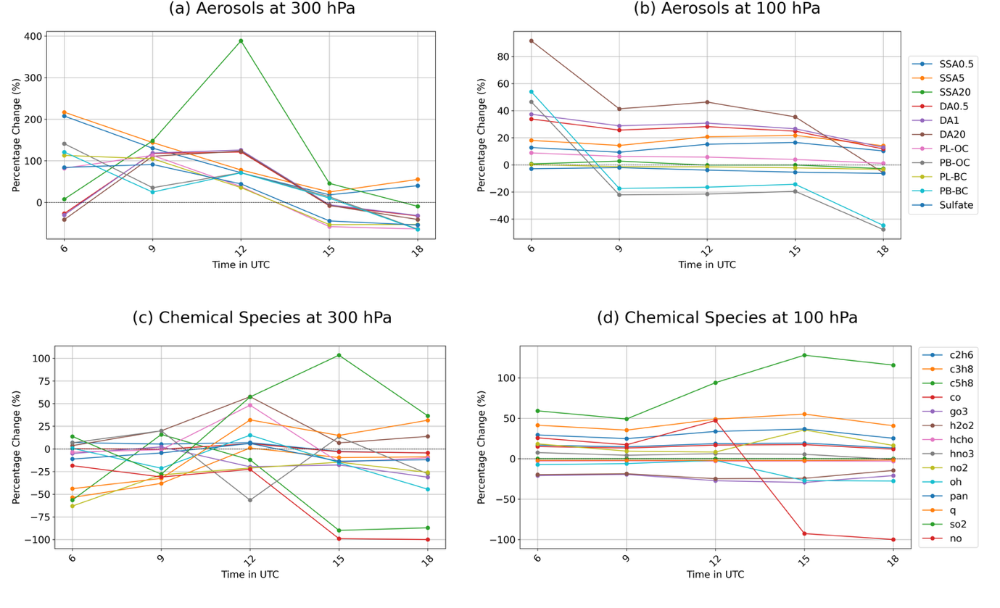 (a) Aerosols at 300 hPa
Percentage Change (%)
400
300
200
100
0
6
9
12
15
18
Time in UTC
(b) Aerosols at 100 hPa
Percentage Change (%)
80
60
40
20
0
−20
−40
6
9
12
15
18
Time in UTC
SSA0.5
SSA5
SSA20
DA0.5
DA1
DA20
PL-OC
PB-OC
PL-BC
PB-BC
Sulfate
(c) Chemical Species at 300 hPa
Percentage Change (%)
100
75
50
25
0
−25
−50
−75
−100
6
9
12
15
18
Time in UTC
(d) Chemical Species at 100 hPa
Percentage Change (%)
100
50
0
−50
−100
6
9
12
15
18
Time in UTC
c2h6
c3h8
c5h8
co
go3
h2o2
hcho
hno3
no2
oh
pan
q
so2
no